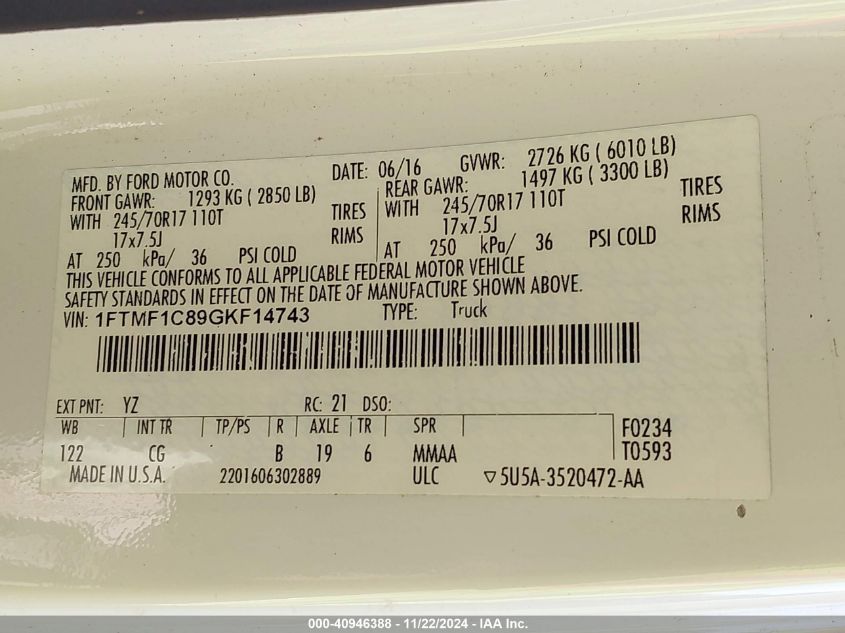 MFD. BY FORD MOTOR CO. DATE: 06/16 GVWR: 2726 KG ( 6010 LB)
FRONT GAWR: 1293 KG ( 2850 LB) REAR GAWR: 1497 KG ( 3300 LB)
WITH 245/70R17 110T TIRES WITH 245/70R17 110T TIRES
17x7.5J RIMS 17x7.5J RIMS
AT 250 kPa/ 36 PSI COLD AT 250 kPa/ 36 PSI COLD
THIS VEHICLE CONFORMS TO ALL APPLICABLE FEDERAL MOTOR VEHICLE
SAFETY STANDARDS IN EFFECT ON THE DATE OF MANUFACTURE SHOWN ABOVE.
VIN: 1FTMF1C89GKF14743 TYPE: Truck
EXT PNT: YZ RC: 21 DSO:
WB INT TR TP/PS R AXLE TR SPR F0234
122 CG B 19 6 MMAA T0593
MADE IN U.S.A. 2201606302889 ULC ▽5U5A-3520472-AA
000-40946388 - 11/22/2024 - IAA Inc.